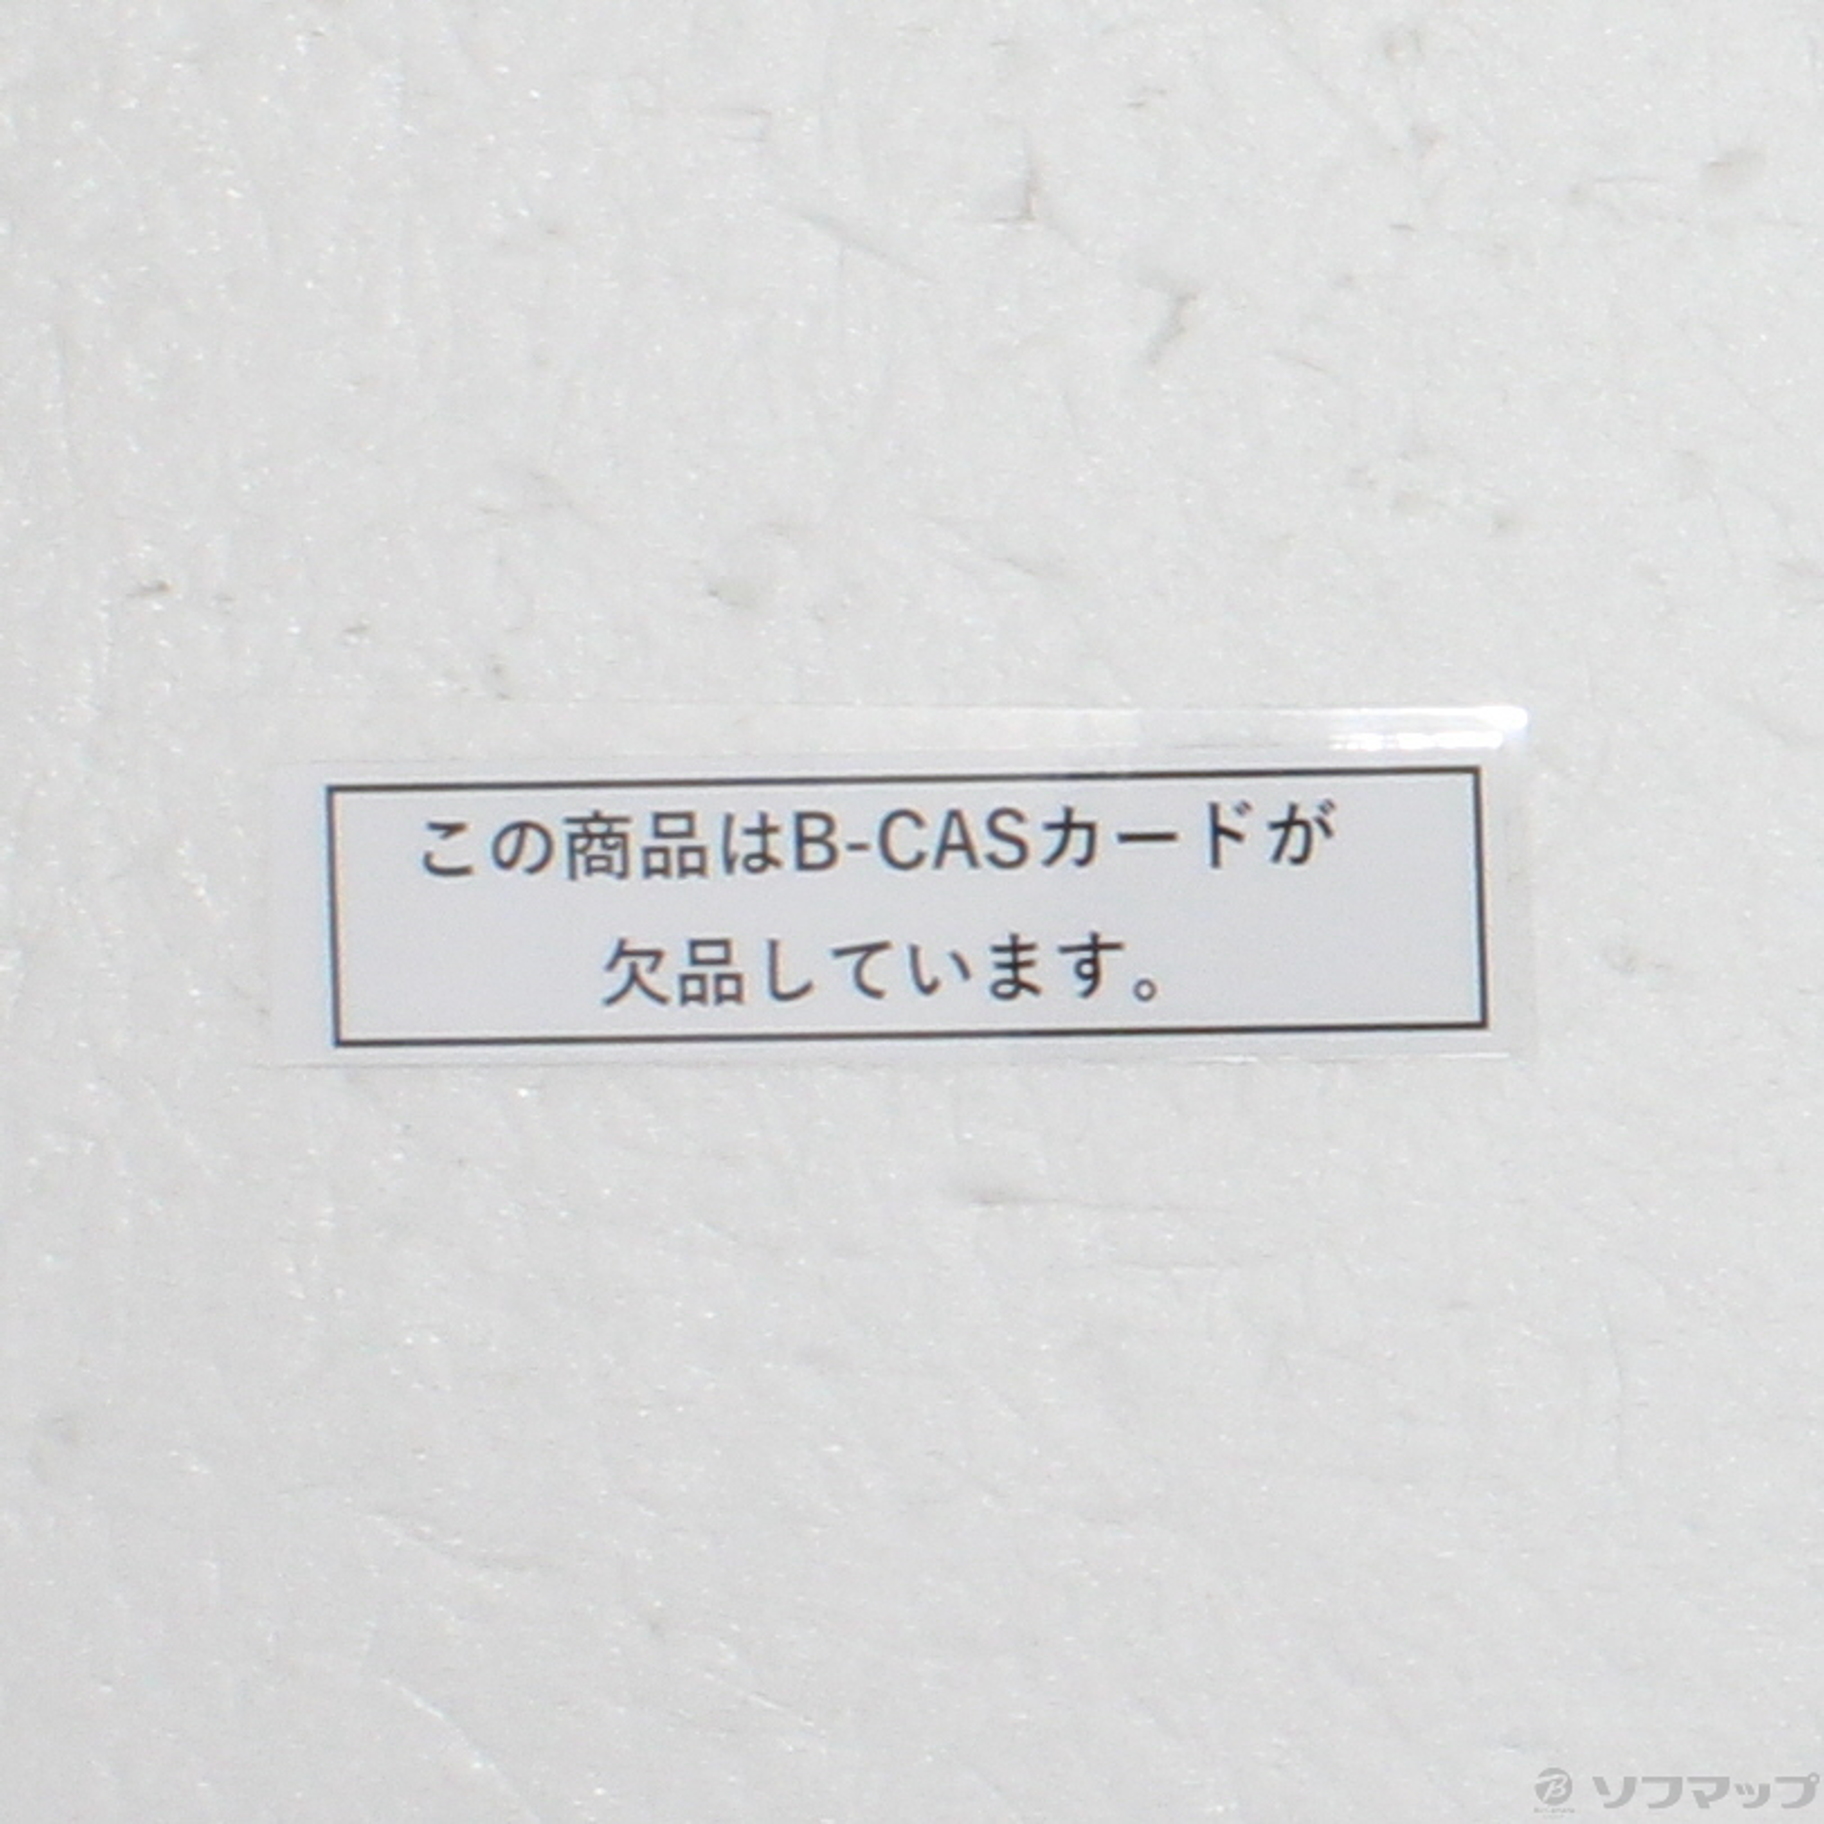 この商品はB-CASカードが
欠品しています。
ソフマップ